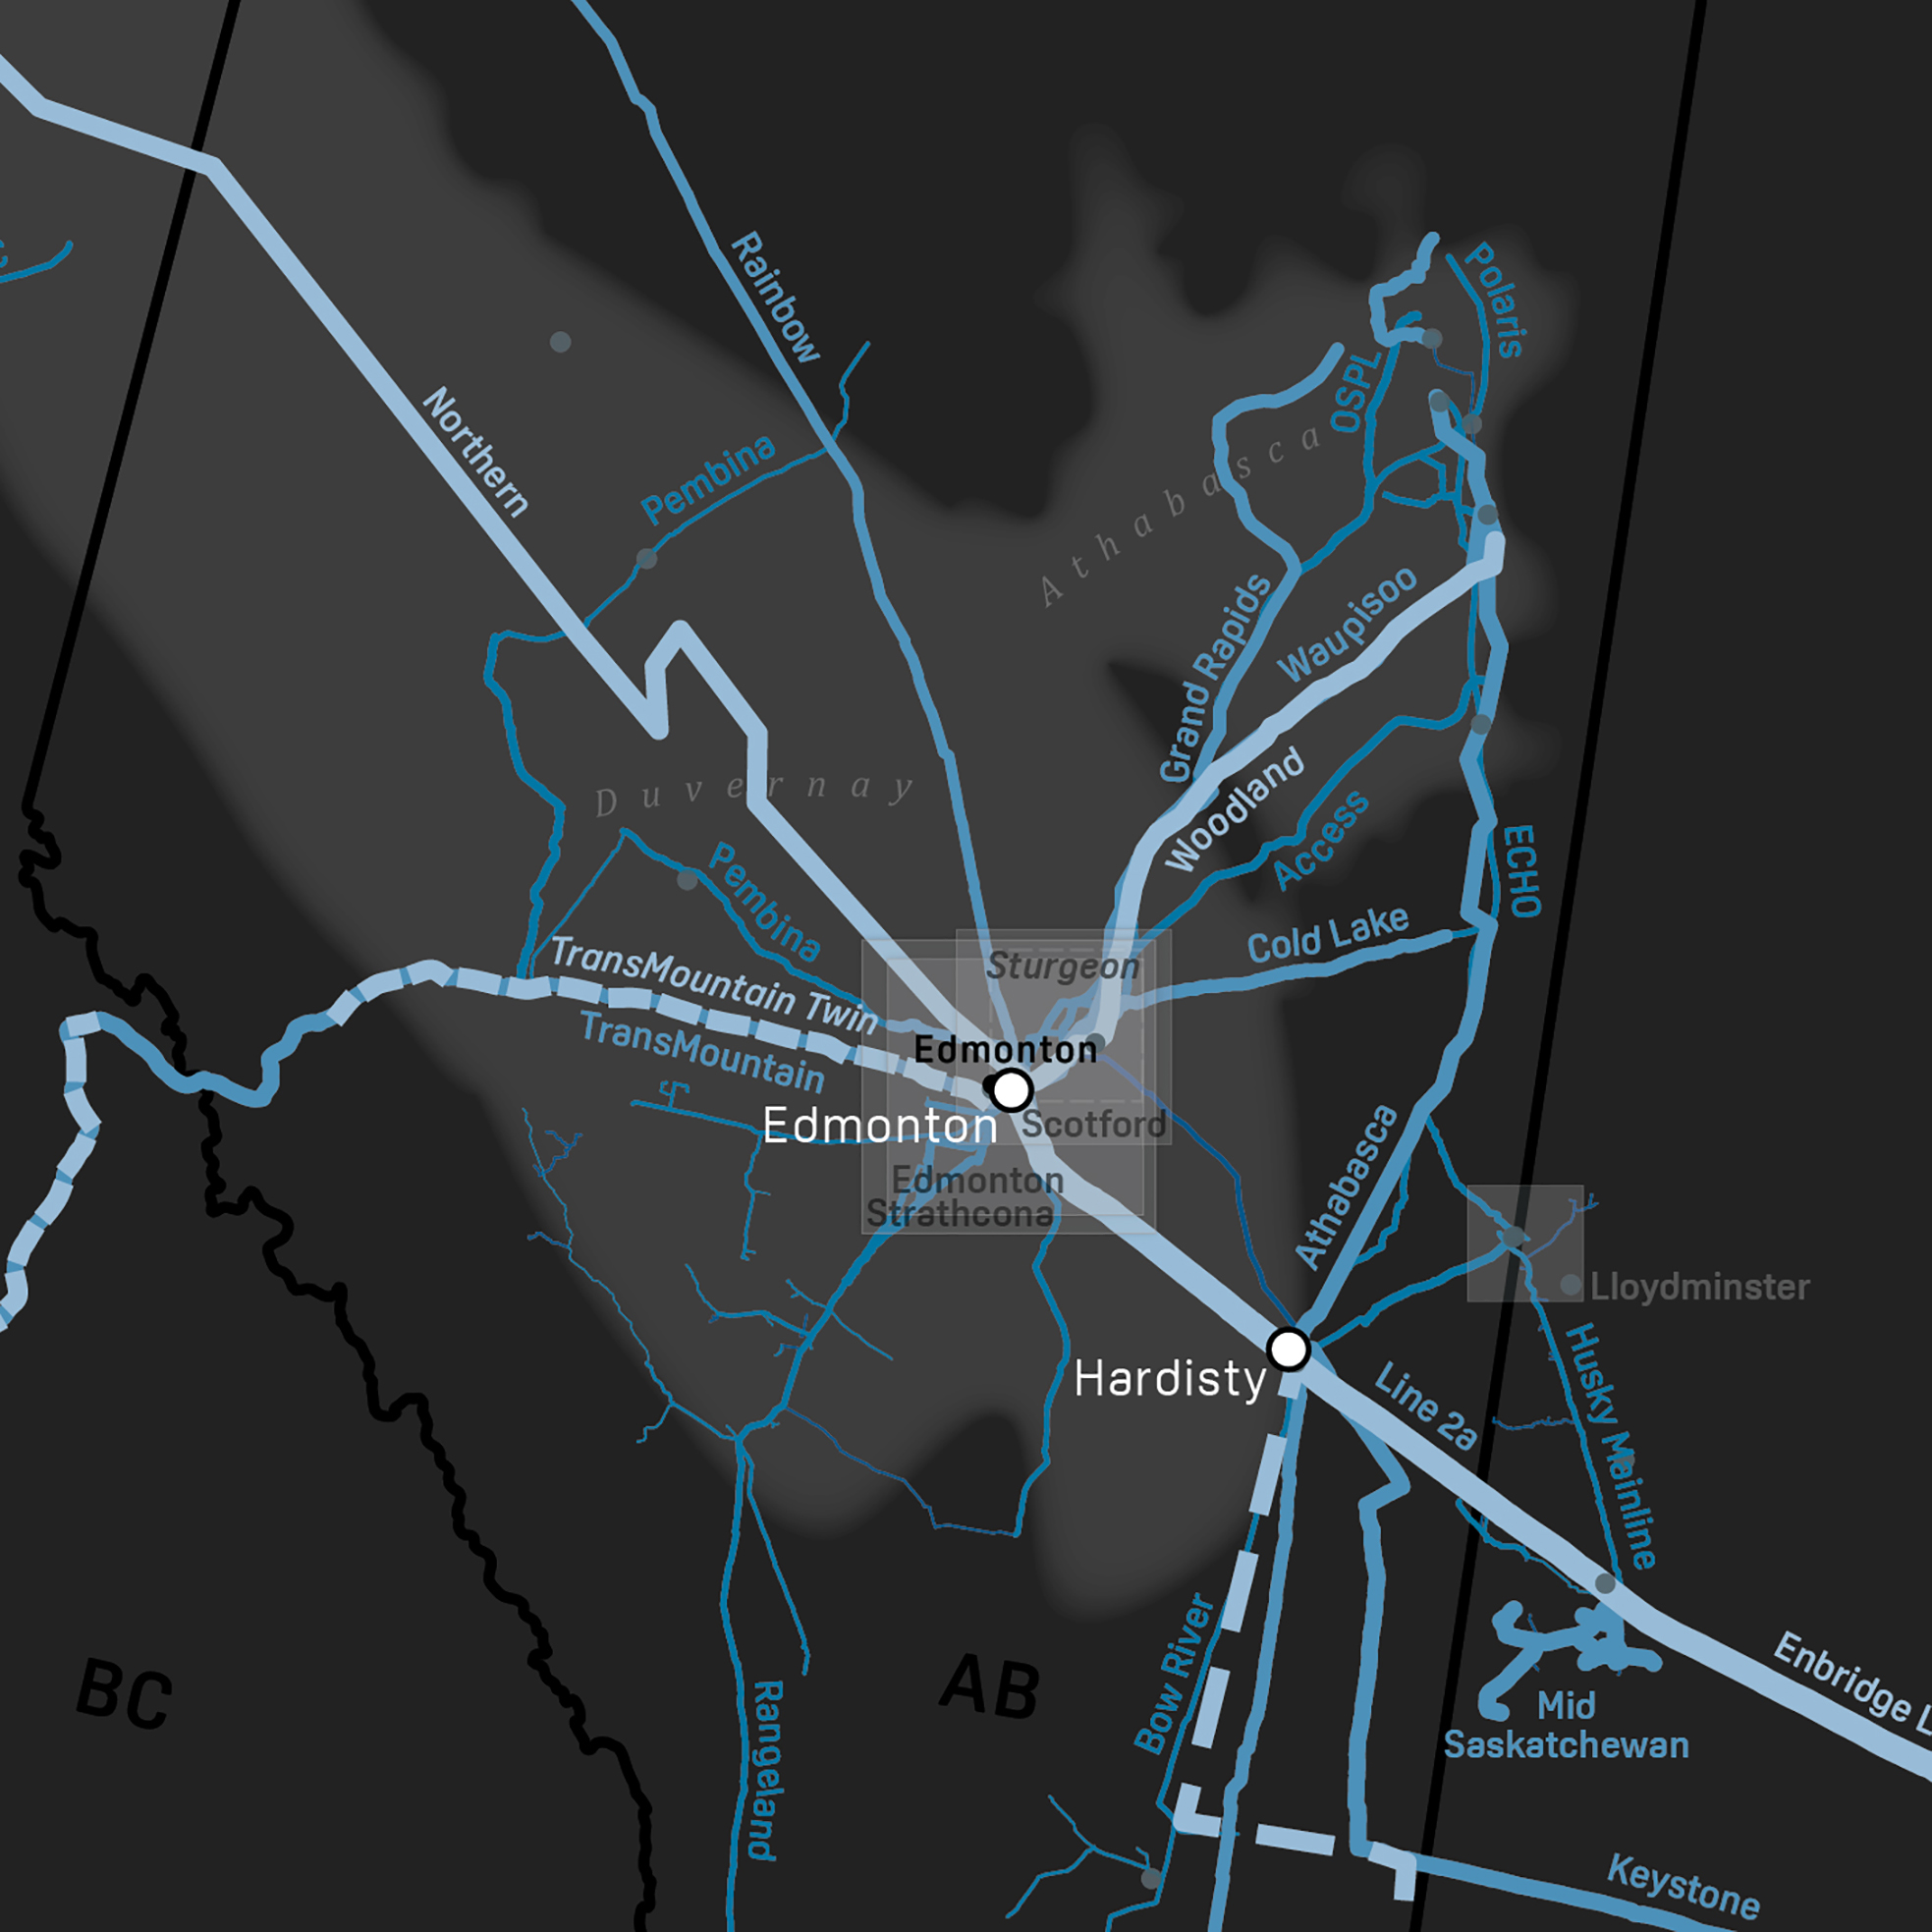 Rainbow
Polaris
OSPL
Northern
Pembina
Athabasca
Grand Rapids
Waupisoo
Duvernay
Woodland
Access
Pembina
ECHO
Cold Lake
TransMountain Twin
TransMountain
Sturgeon
Edmonton
Edmonton
Scotford
Edmonton
Strathcona
Athabasca
Lloydminster
Hardisty
Line 2a
Husky Mainline
Bow River
BC
AB
Rangeland
Enbridge
Mid
Saskatchewan
Keystone